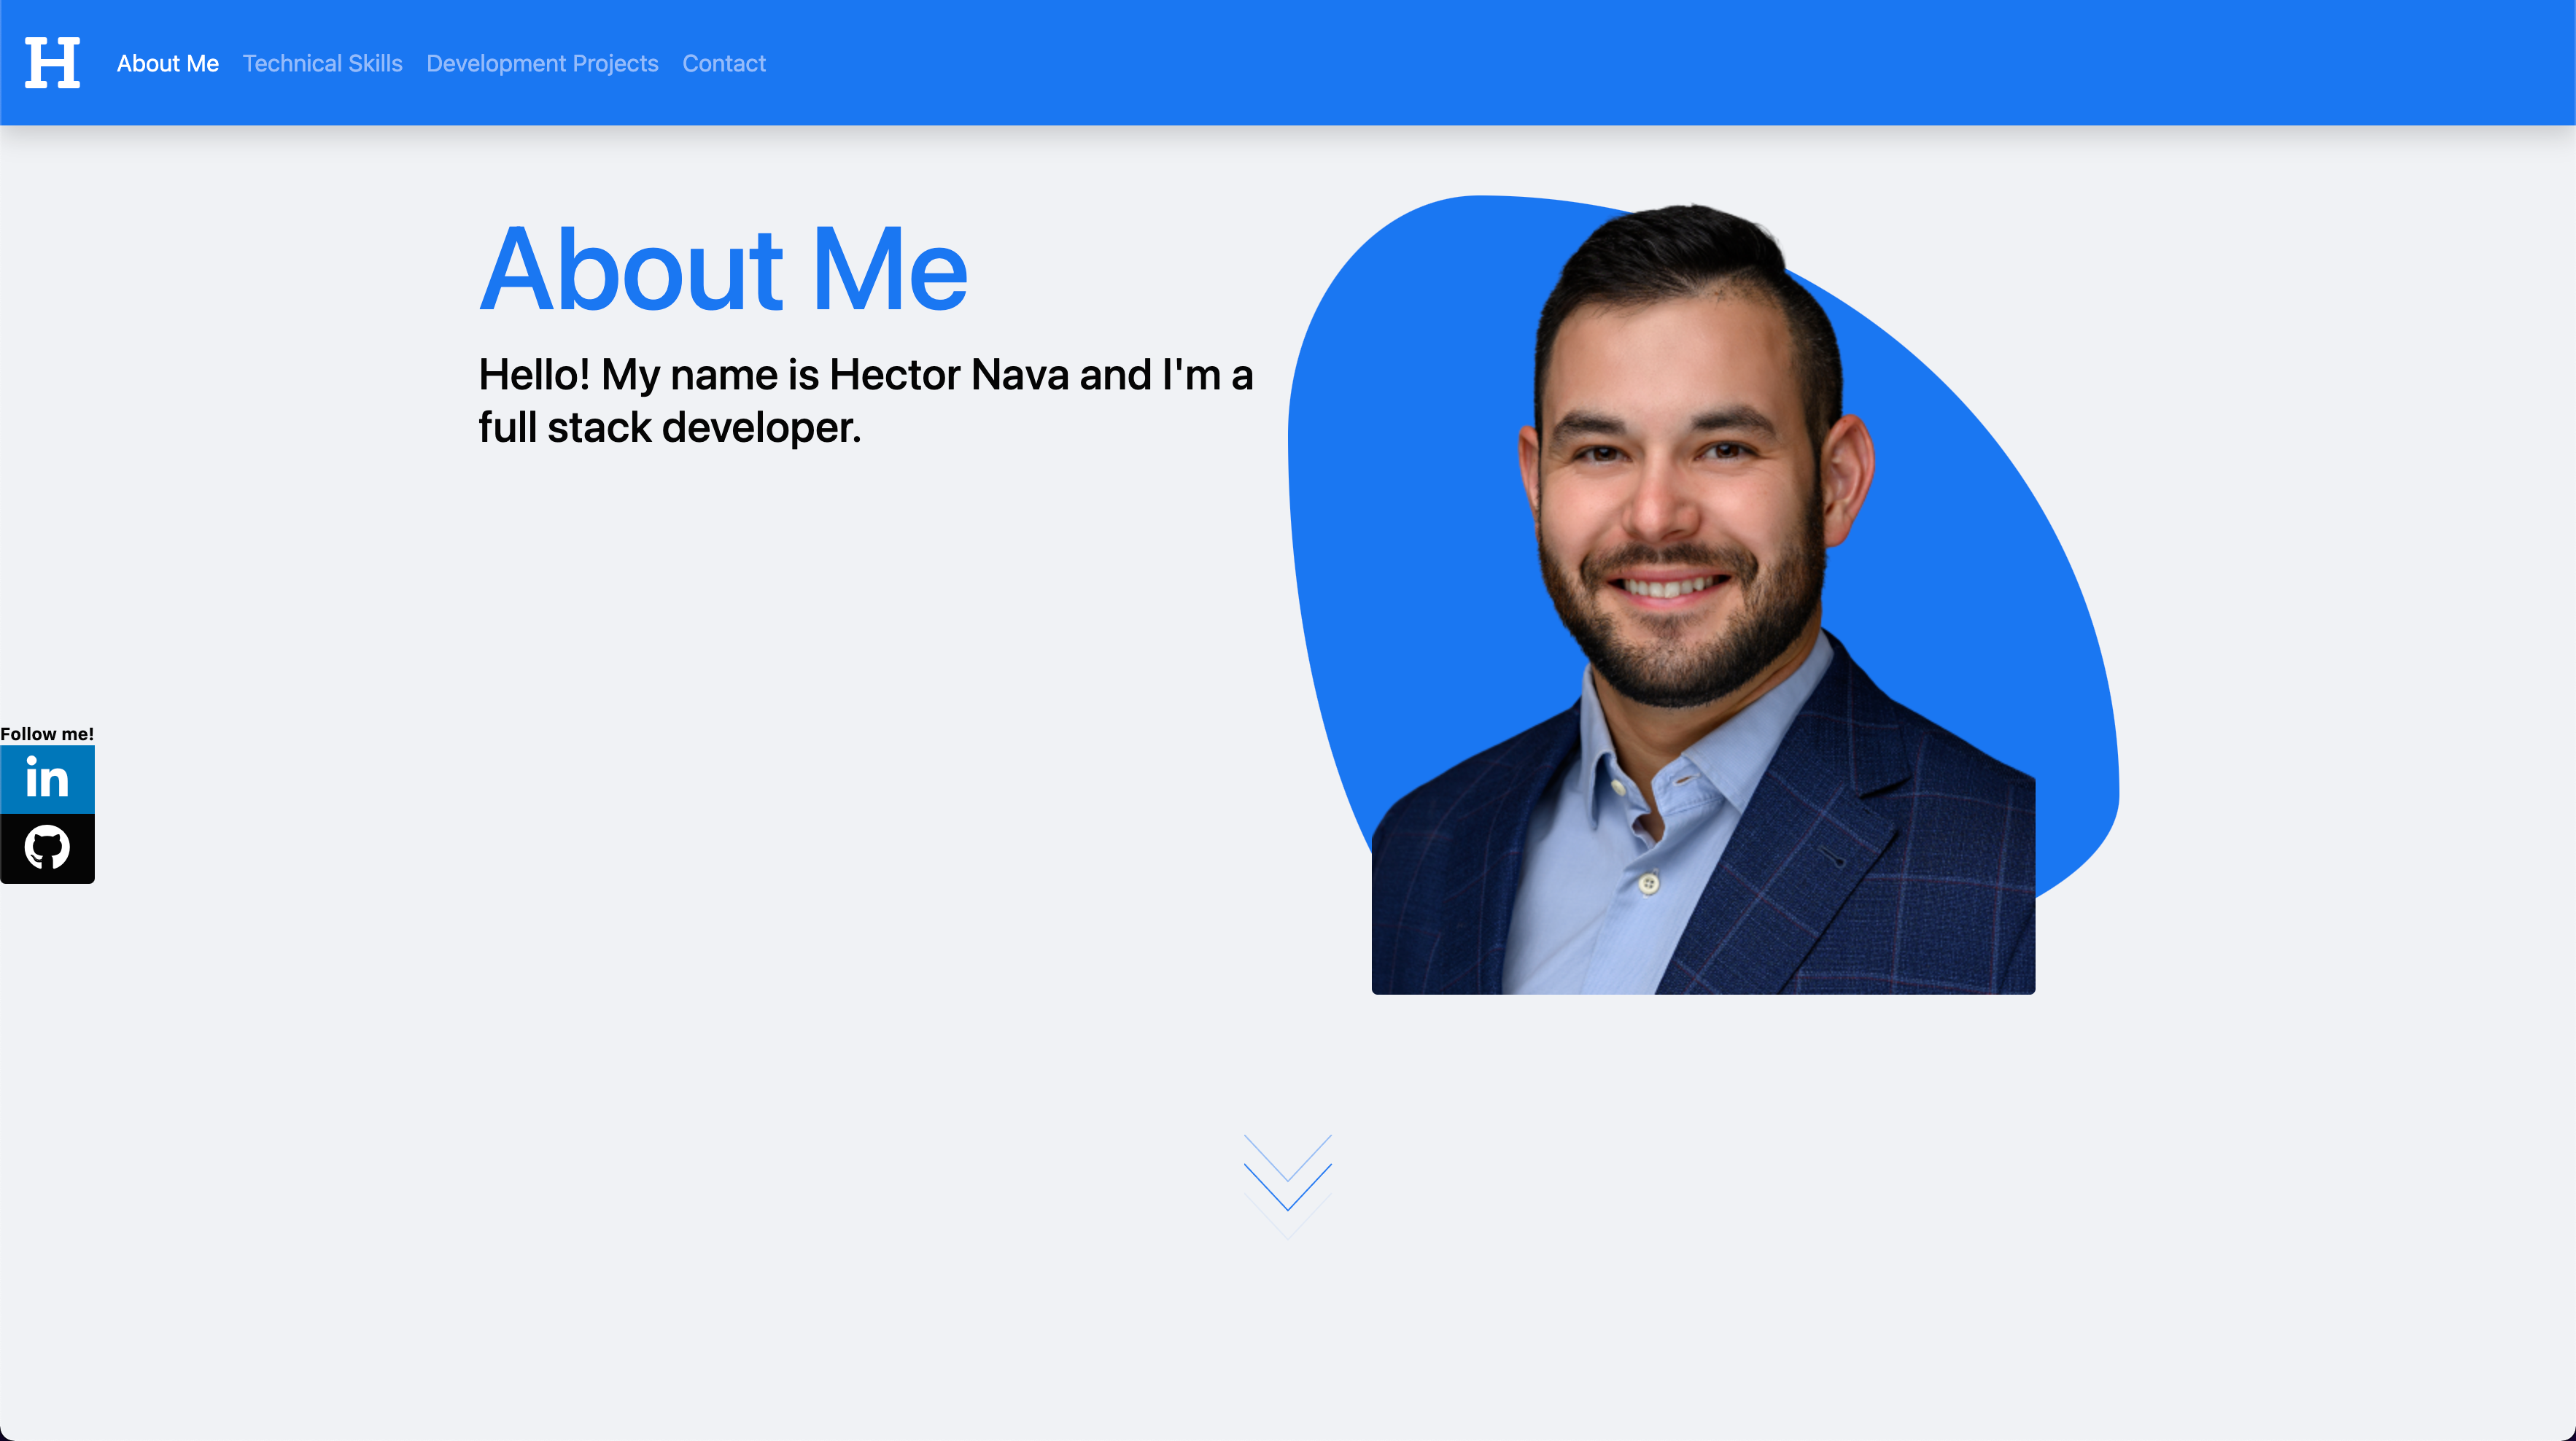 H
About Me
Technical Skills
Development Projects
Contact
About Me
Hello! My name is Hector Nava and I'm a
full stack developer.
Follow me!
in